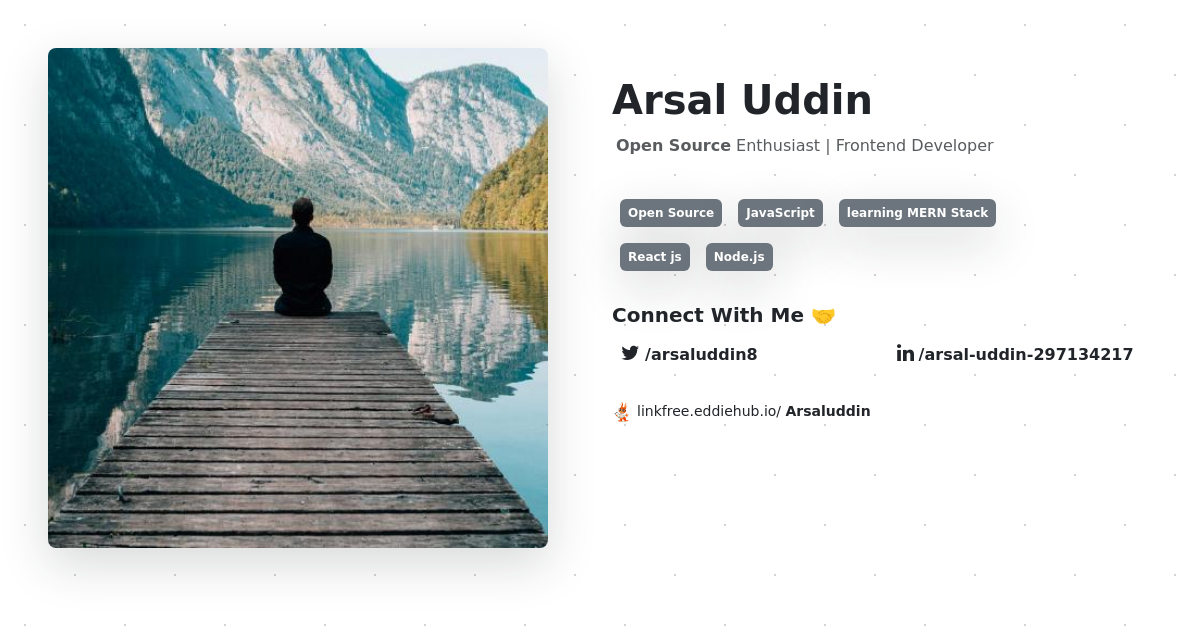 Arsal Uddin
Open Source Enthusiast | Frontend Developer
Open Source JavaScript learning MERN Stack
React js Node.js
Connect With Me 🤝
/arsaluddin8 in /arsal-uddin-297134217
linkfree.eddiehub.io/ Arsaluddin